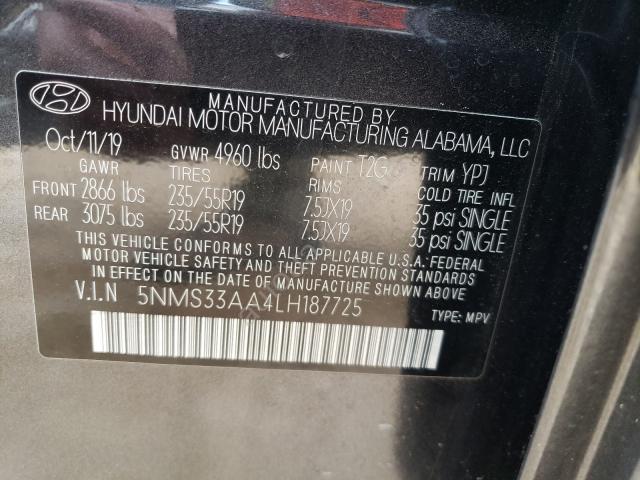 MANUFACTURED BY
HYUNDAI MOTOR MANUFACTURING ALABAMA, LLC
Oct/11/19 GVWR 4960 lbs PAINT T2G TRIM YPJ
GAWR TIRES RIMS COLD TIRE INFL
FRONT 2866 lbs 235/55R19 7.5JX19 35 psi SINGLE
REAR 3075 lbs 235/55R19 7.5JX19 35 psi SINGLE
THIS VEHICLE CONFORMS TO ALL APPLICABLE U.S.A. FEDERAL
MOTOR VEHICLE SAFETY AND THEFT PREVENTION STANDARDS
IN EFFECT ON THE DATE OF MANUFACTURE SHOWN ABOVE.
V.I.N 5NMS33AA4LH187725
TYPE: MPV